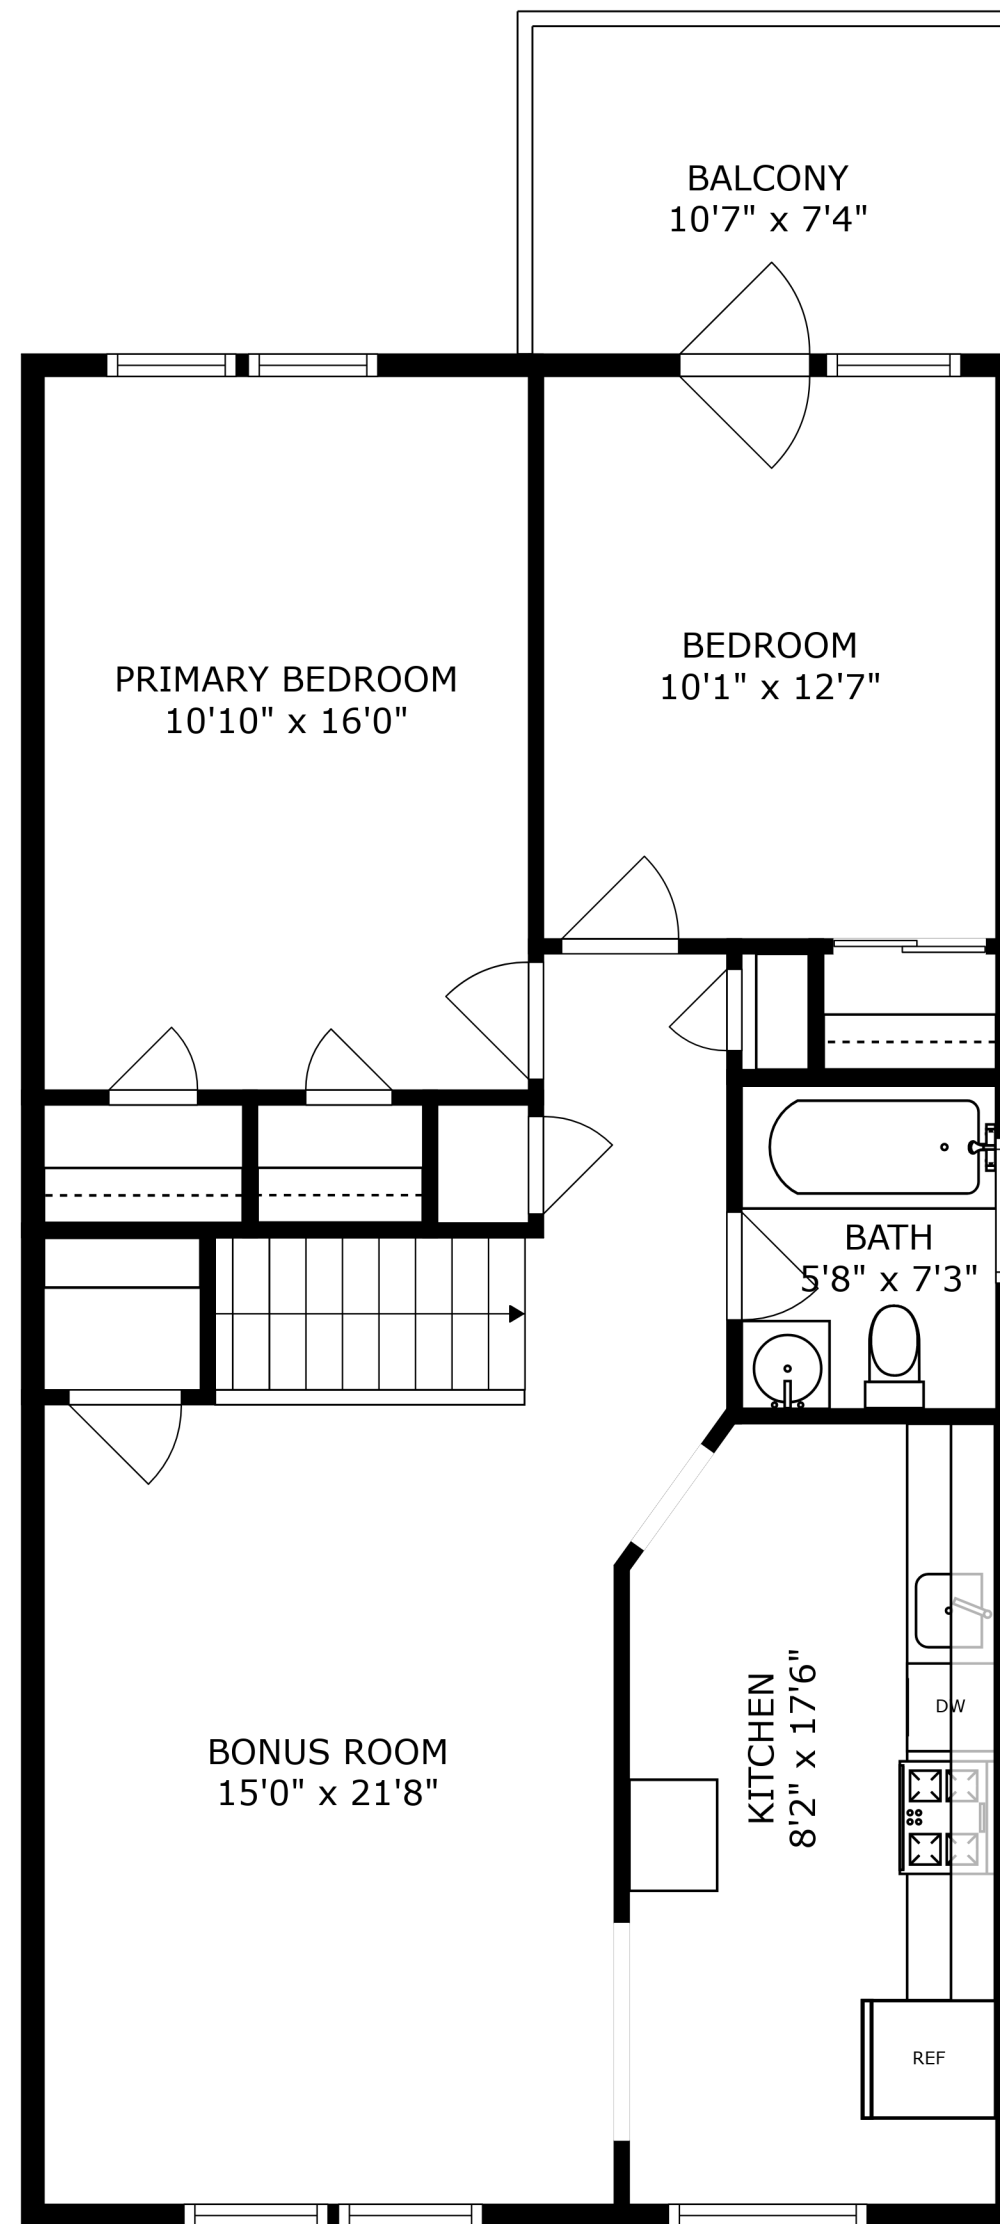 BALCONY
10'7" x 7'4"
BEDROOM
10'1" x 12'7"
PRIMARY BEDROOM
10'10" x 16'0"
BATH
5'8" x 7'3"
KITCHEN
8'2" x 17'6"
DW
BONUS ROOM
15'0" x 21'8"
REF